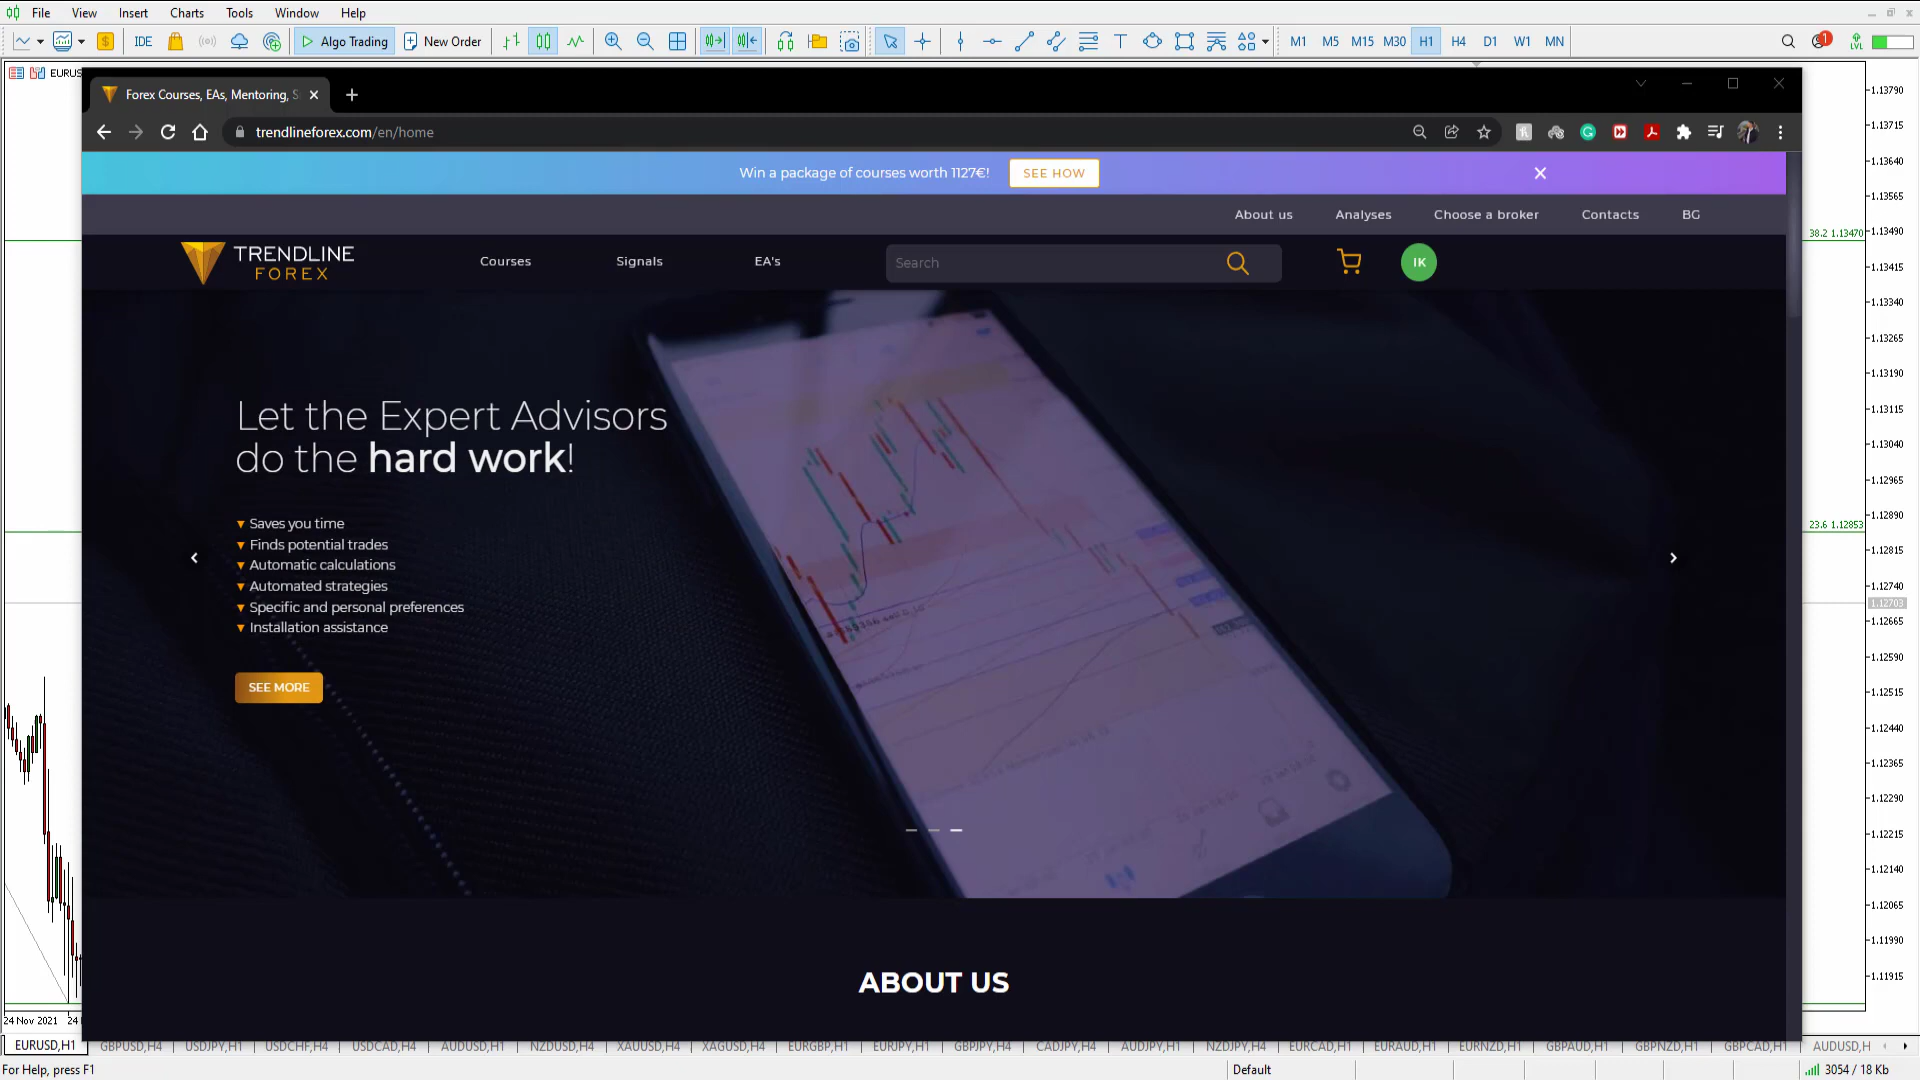 File View Insert Charts Tools Window Help
IDE Algo Trading New Order M1 M5 M15 M30 H1 H4 D1 W1 MN 1 LVL
EURUS
Forex Courses, EAs, Mentoring, S
trendlineforex.com/en/home
Win a package of courses worth 1127€! SEE HOW
About us Analyses Choose a broker Contacts BG
TRENDLINE
FOREX
Courses Signals EA's Search IK
Let the Expert Advisors
do the hard work!
Saves you time
Finds potential trades
Automatic calculations
Automated strategies
Specific and personal preferences
Installation assistance
SEE MORE
ABOUT US
1.13790
1.13715
1.13640
1.13565
1.13490
38.2 1.13470
1.13415
1.13340
1.13265
1.13190
1.13115
1.13040
1.12965
1.12890
23.6 1.12853
1.12815
1.12740
1.12703
1.12665
1.12590
1.12515
1.12440
1.12365
1.12290
1.12215
1.12140
1.12065
1.11990
1.11915
24 Nov 2021 24
EURUSD,H1 GBPUSD,H4 USDJPY,H1 USDCHF,H4 USDCAD,H4 AUDUSD,H1 NZDUSD,H4 XAUUSD,H4 XAGUSD,H4 EURGBP,H1 EURJPY,H1 GBPJPY,H4 CADJPY,H4 AUDJPY,H1 NZDJPY,H4 EURCAD,H1 EURAUD,H1 EURNZD,H1 GBPAUD,H1 GBPNZD,H1 GBPCAD,H1 AUDUSD,H
For Help, press F1 Default 3054 / 18 Kb